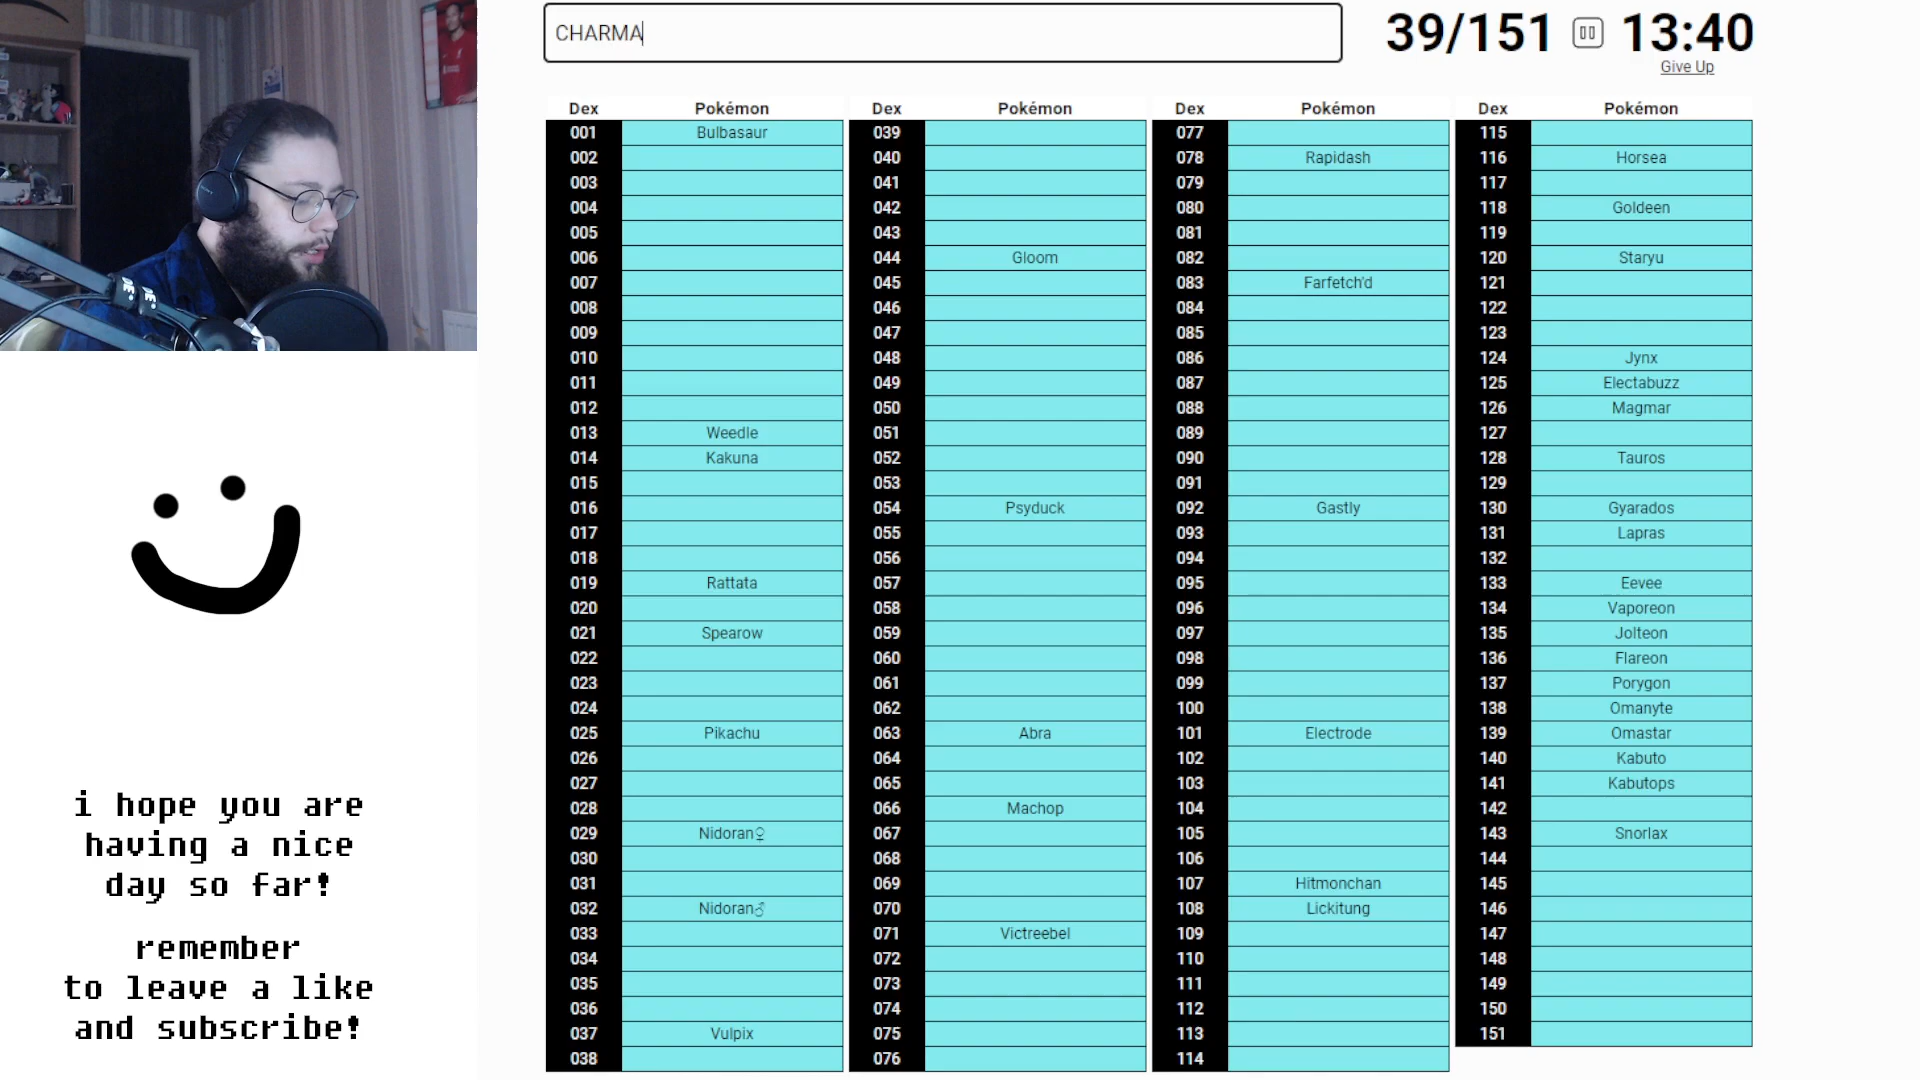 CHARMA
39/151
13:40
Give Up
Dex Pokémon Dex Pokémon Dex Pokémon Dex Pokémon
001 Bulbasaur 039 077 115
002 040 078 Rapidash 116 Horsea
003 041 079 117
004 042 080 118 Goldeen
005 043 081 119
006 044 Gloom 082 120 Staryu
007 045 083 Farfetch'd 121
008 046 084 122
009 047 085 123
010 048 086 124 Jynx
011 049 087 125 Electabuzz
012 050 088 126 Magmar
013 Weedle 051 089 127
014 Kakuna 052 090 128 Tauros
015 053 091 129
016 054 Psyduck 092 Gastly 130 Gyarados
017 055 093 131 Lapras
018 056 094 132
019 Rattata 057 095 133 Eevee
020 058 096 134 Vaporeon
021 Spearow 059 097 135 Jolteon
022 060 098 136 Flareon
023 061 099 137 Porygon
024 062 100 138 Omanyte
025 Pikachu 063 Abra 101 Electrode 139 Omastar
026 064 102 140 Kabuto
027 065 103 141 Kabutops
028 066 Machop 104 142
029 Nidoran♀ 067 105 143 Snorlax
030 068 106 144
031 069 107 Hitmonchan 145
032 Nidoran♂ 070 108 Lickitung 146
033 071 Victreebel 109 147
034 072 110 148
035 073 111 149
036 074 112 150
037 Vulpix 075 113 151
038 076 114
i hope you are
having a nice
day so far!
remember
to leave a like
and subscribe!